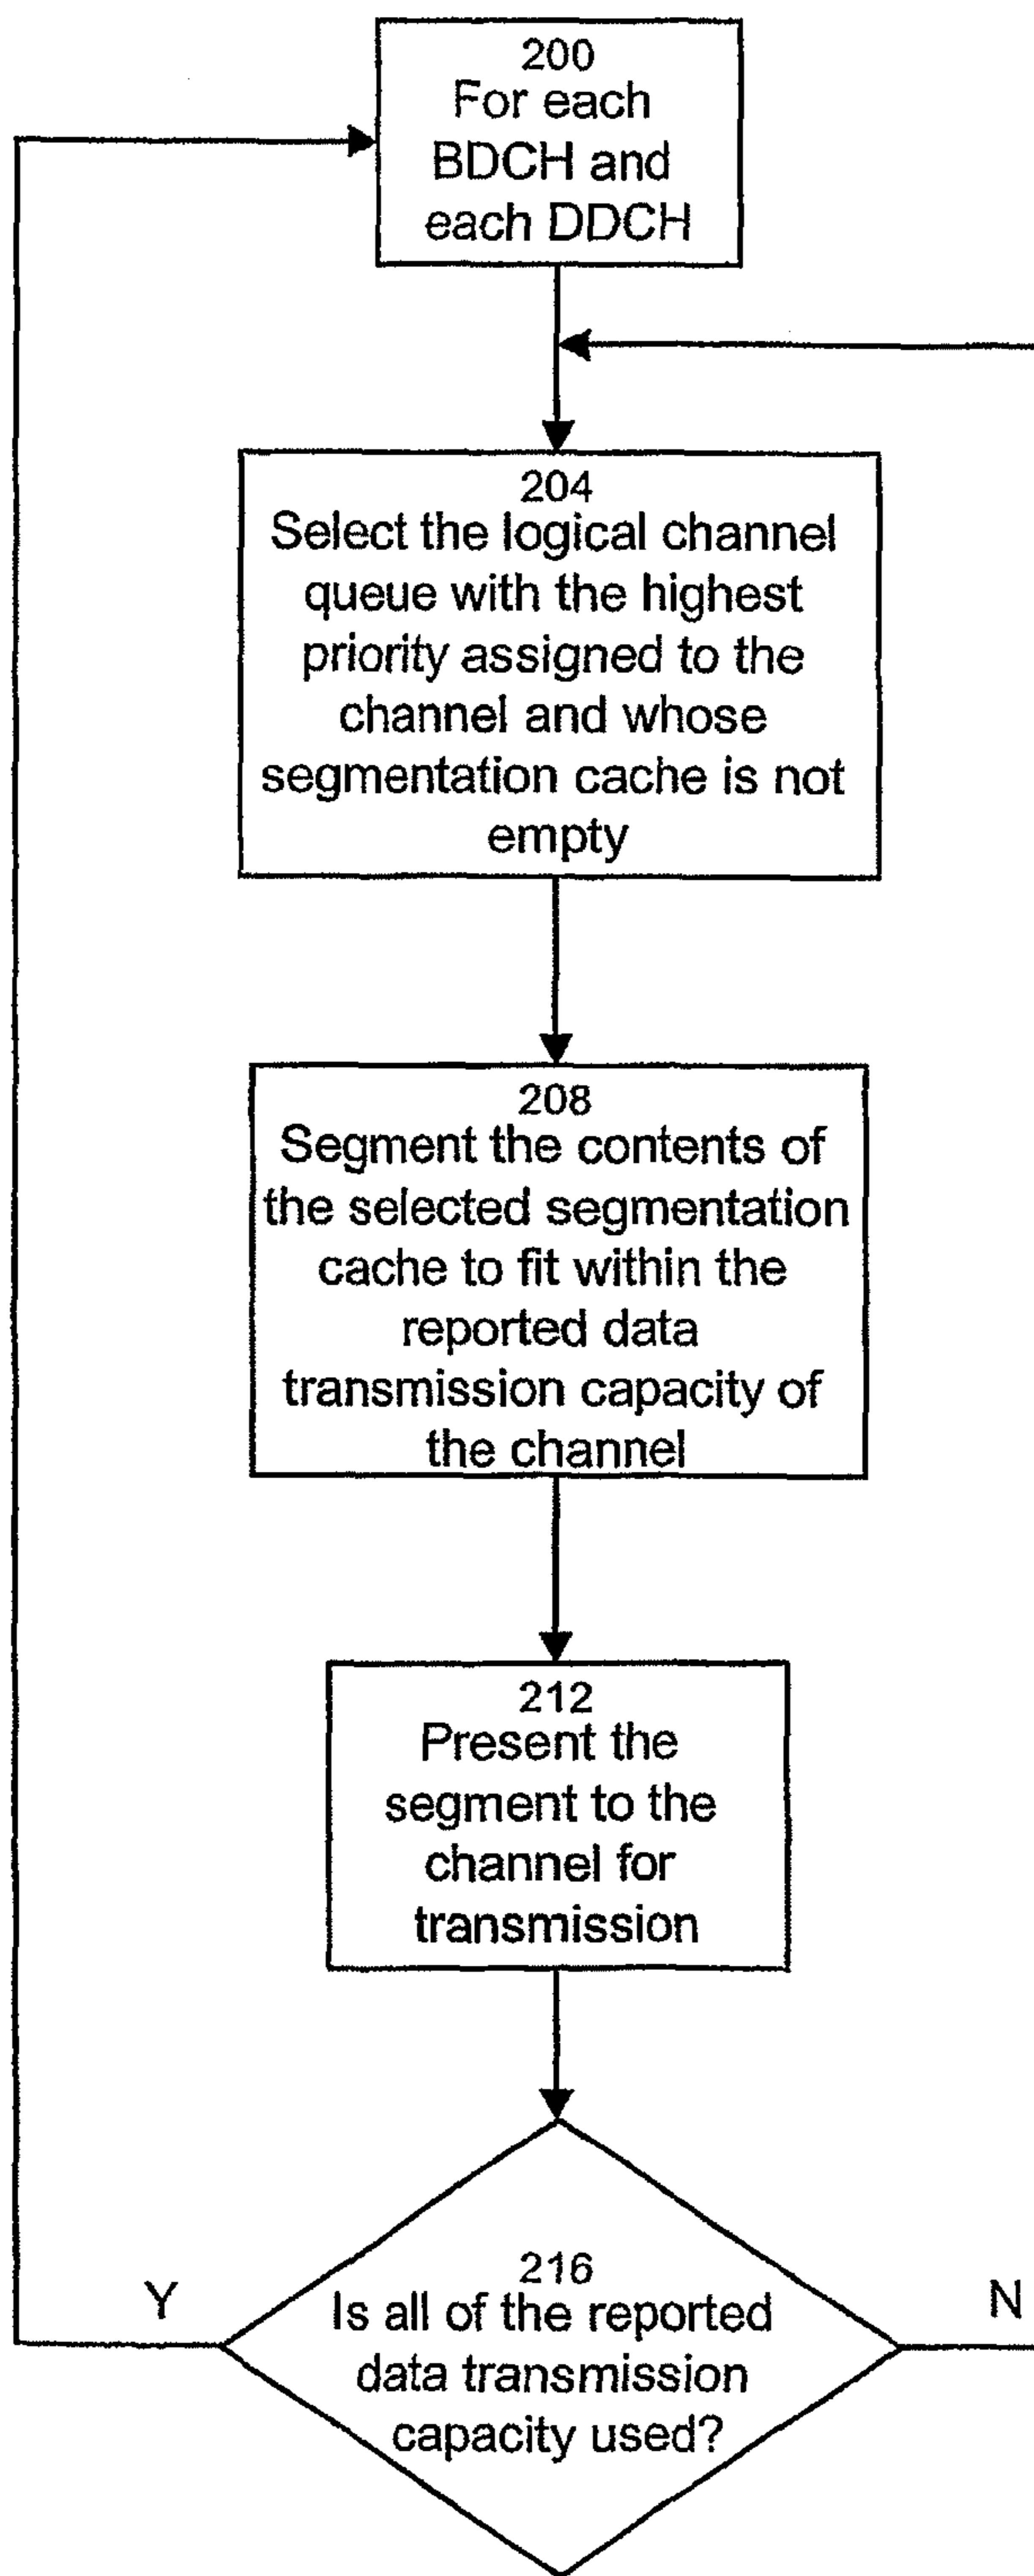 200
For each
BDCH and
each DDCH
204
Select the logical channel
queue with the highest
priority assigned to the
channel and whose
segmentation cache is not
empty
208
Segment the contents of
the selected segmentation
cache to fit within the
reported data
transmission capacity of
the channel
212
Present the
segment to the
channel for
transmission
Y
N
216
Is all of the reported
data transmission
capacity used?